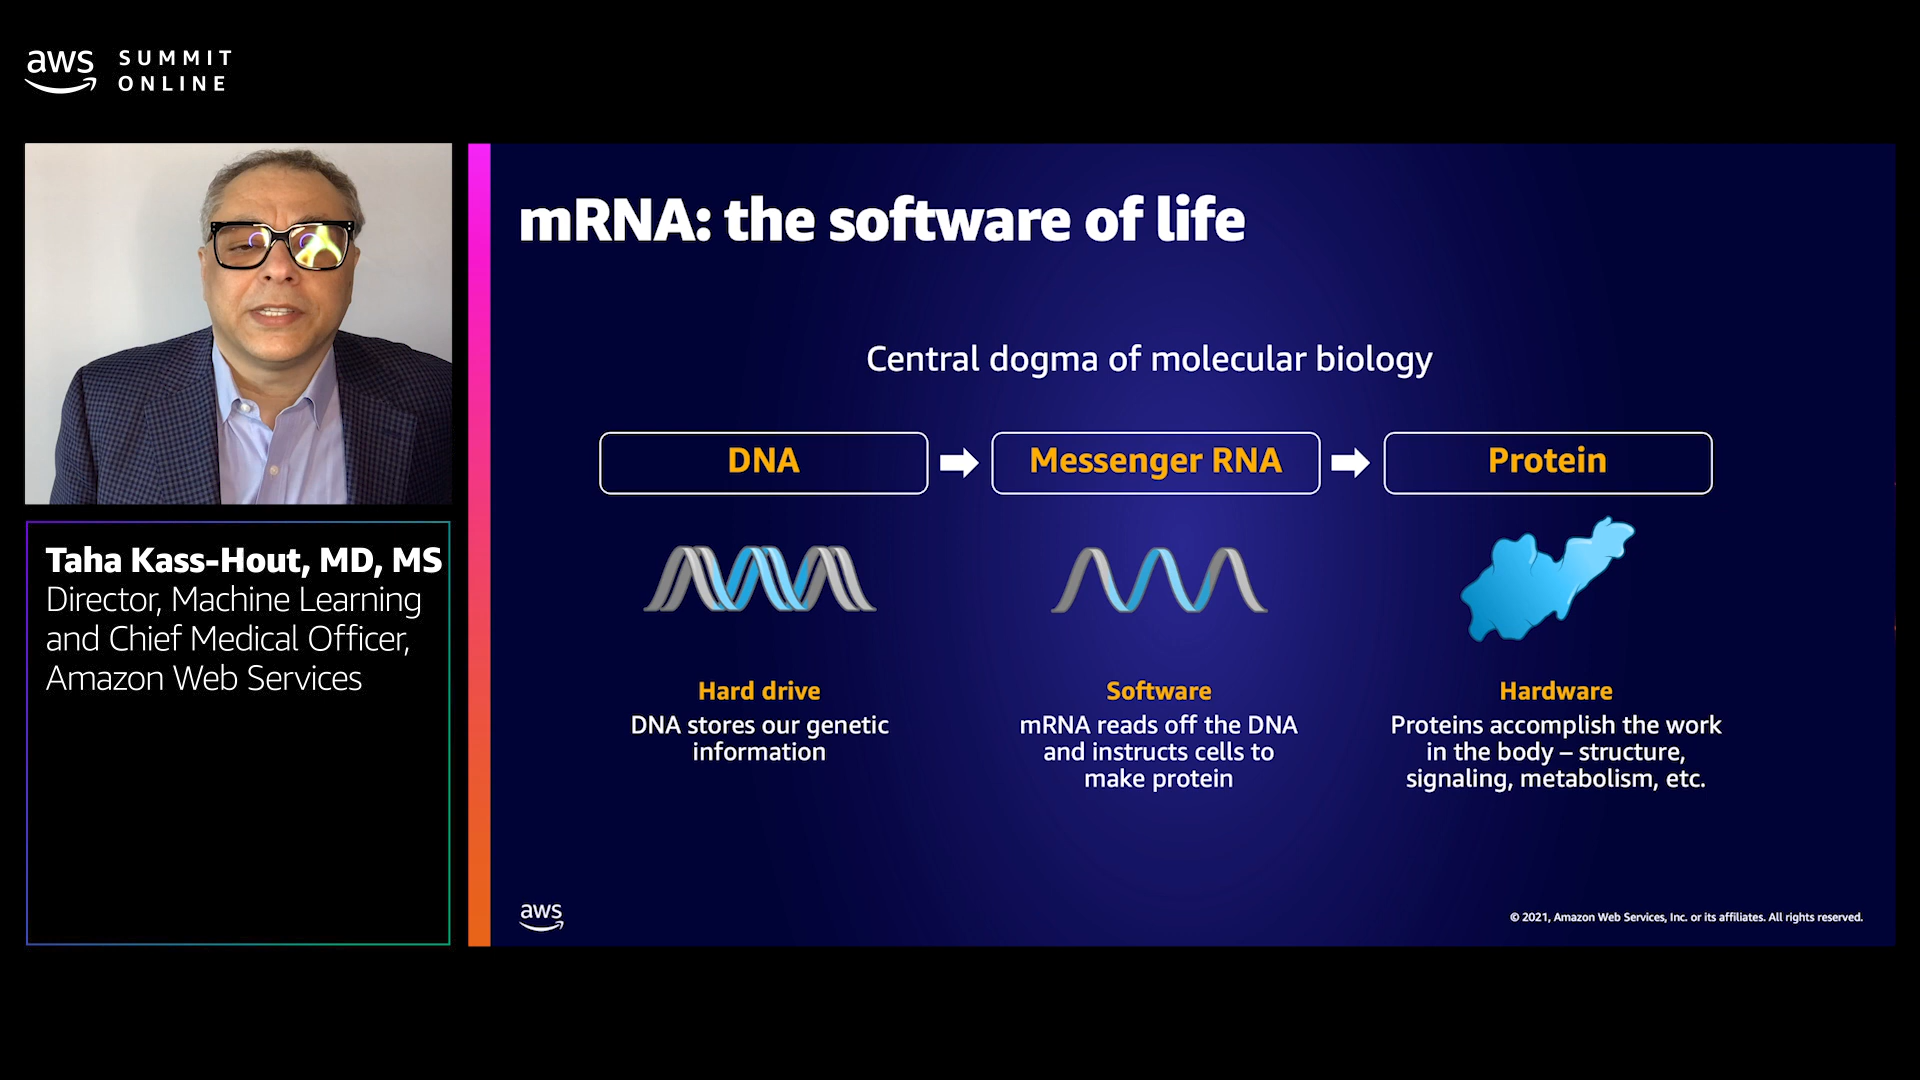 aws SUMMIT
ONLINE
Taha Kass-Hout, MD, MS
Director, Machine Learning
and Chief Medical Officer,
Amazon Web Services
mRNA: the software of life
Central dogma of molecular biology
DNA
Messenger RNA
Protein
Hard drive
DNA stores our genetic
information
Software
mRNA reads off the DNA
and instructs cells to
make protein
Hardware
Proteins accomplish the work
in the body – structure,
signaling, metabolism, etc.
aws
© 2021, Amazon Web Services, Inc. or its affiliates. All rights reserved.